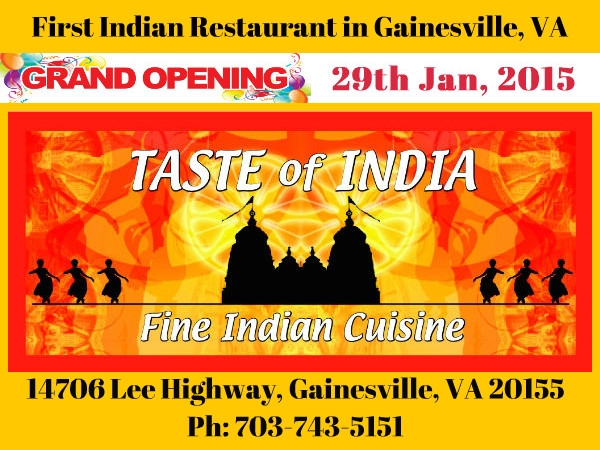 First Indian Restaurant in Gainesville, VA
GRAND OPENING 29th Jan, 2015
TASTE of INDIA
Fine Indian Cuisine
14706 Lee Highway, Gainesville, VA 20155
Ph: 703-743-5151